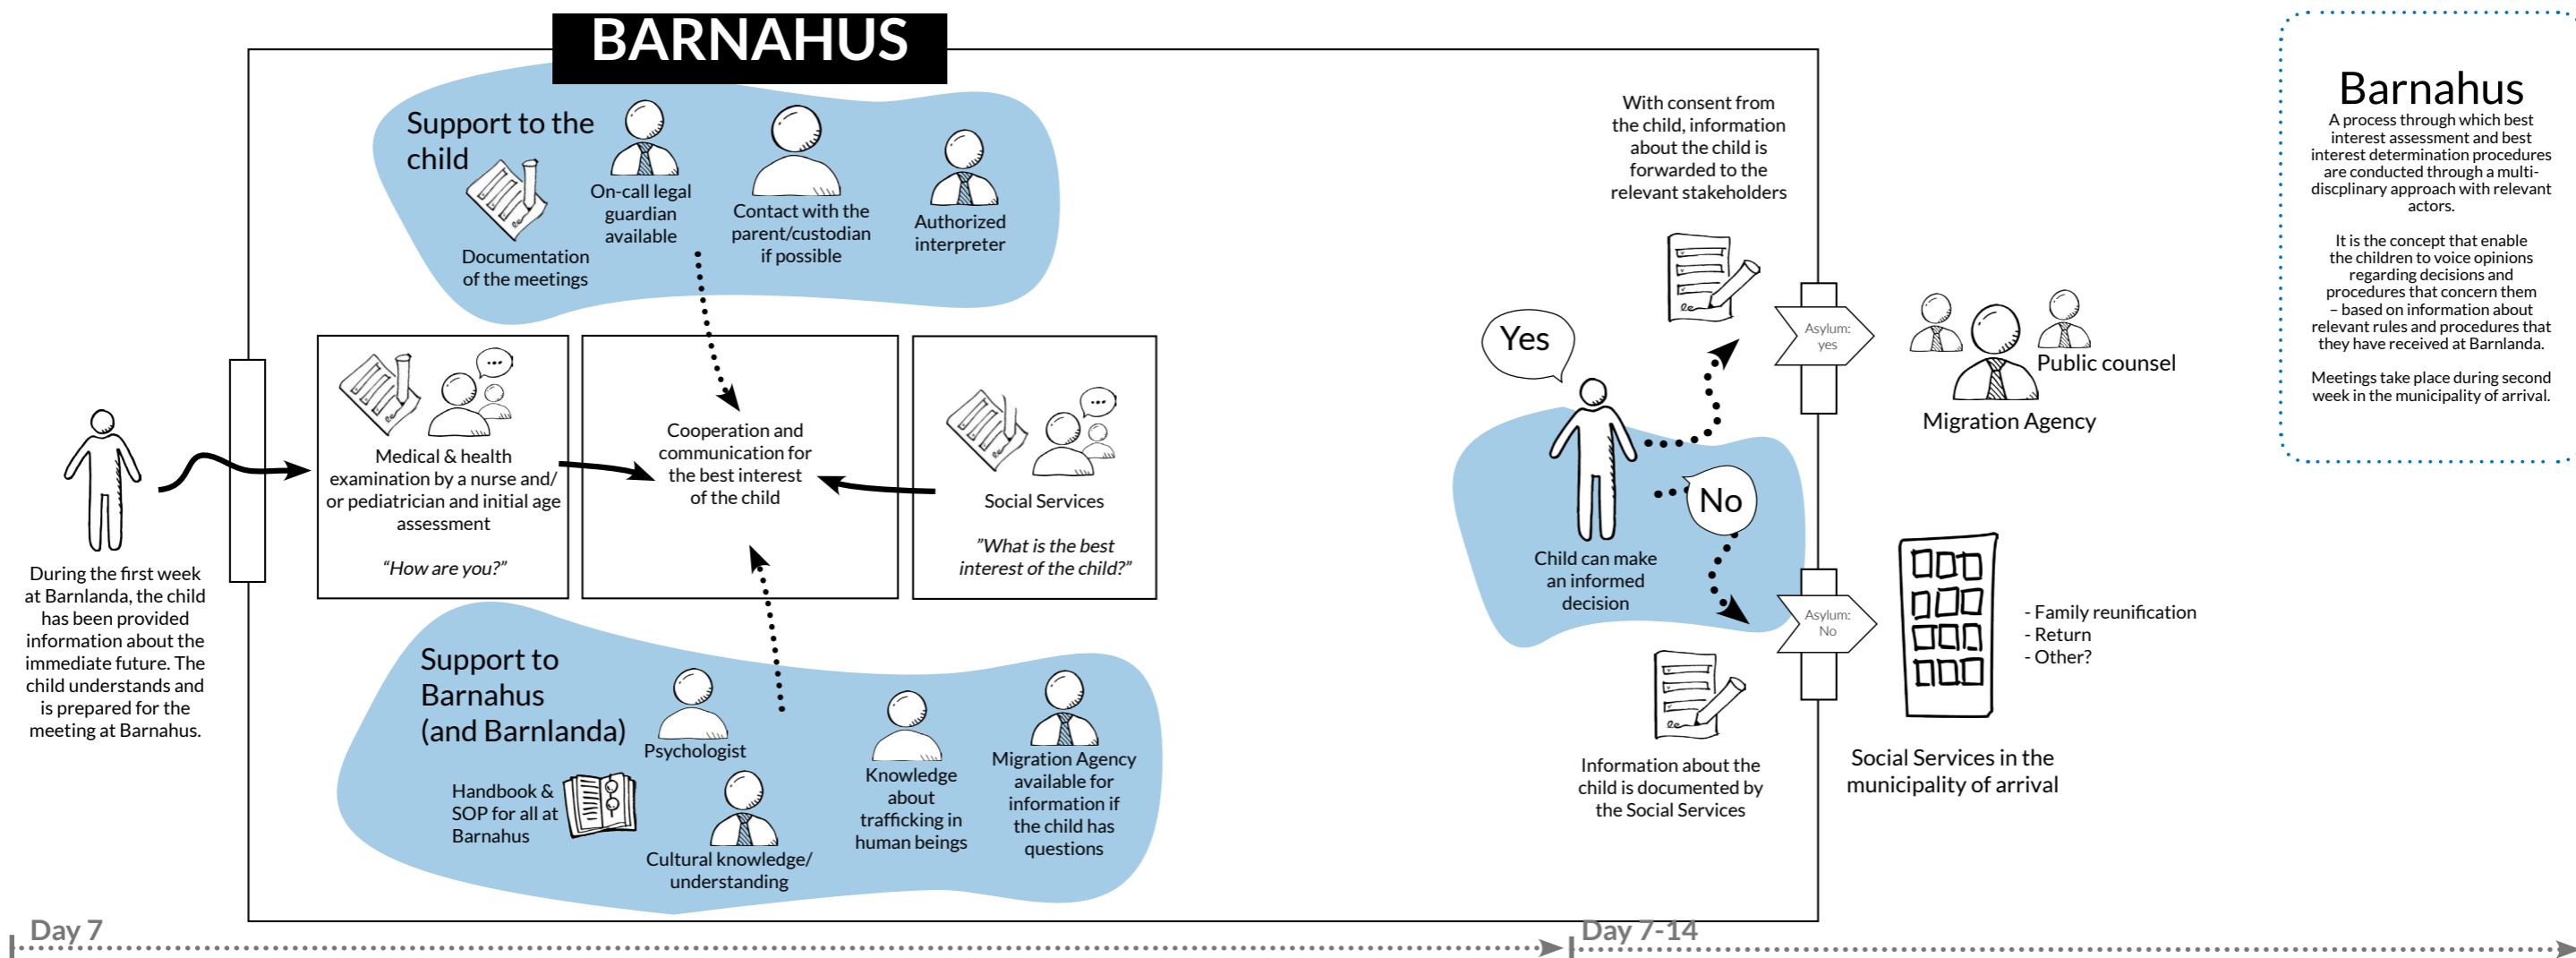 BARNAHUS
Support to the
child
Documentation
of the meetings
On-call legal
guardian
available
Contact with the
parent/custodian
if possible
Authorized
interpreter
During the first week
at Barnlanda, the child
has been provided
information about the
immediate future. The
child understands and
is prepared for the
meeting at Barnahus.
Medical & health
examination by a nurse and/
or pediatrician and initial age
assessment
“How are you?”
Cooperation and
communication for
the best interest
of the child
Social Services
”What is the best
interest of the child?”
Support to
Barnahus
(and Barnlanda)
Psychologist
Handbook &
SOP for all at
Barnahus
Cultural knowledge/
understanding
Knowledge
about
trafficking in
human beings
Migration Agency
available for
information if
the child has
questions
With consent from
the child, information
about the child is
forwarded to the
relevant stakeholders
Yes
No
Child can make
an informed
decision
Asylum:
yes
Asylum:
No
Information about the
child is documented by
the Social Services
Public counsel
Migration Agency
- Family reunification
- Return
- Other?
Social Services in the
municipality of arrival
Barnahus
A process through which best
interest assessment and best
interest determination procedures
are conducted through a multi-
discplinary approach with relevant
actors.
It is the concept that enable
the children to voice opinions
regarding decisions and
procedures that concern them
– based on information about
relevant rules and procedures that
they have received at Barnlanda.
Meetings take place during second
week in the municipality of arrival.
Day 7
Day 7-14